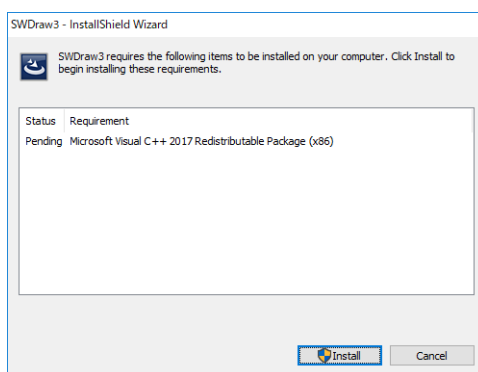 SWDraw3 - InstallShield Wizard
SWDraw3 requires the following items to be installed on your computer. Click Install to
begin installing these requirements.
Status Requirement
Pending Microsoft Visual C++ 2017 Redistributable Package (x86)
Install Cancel